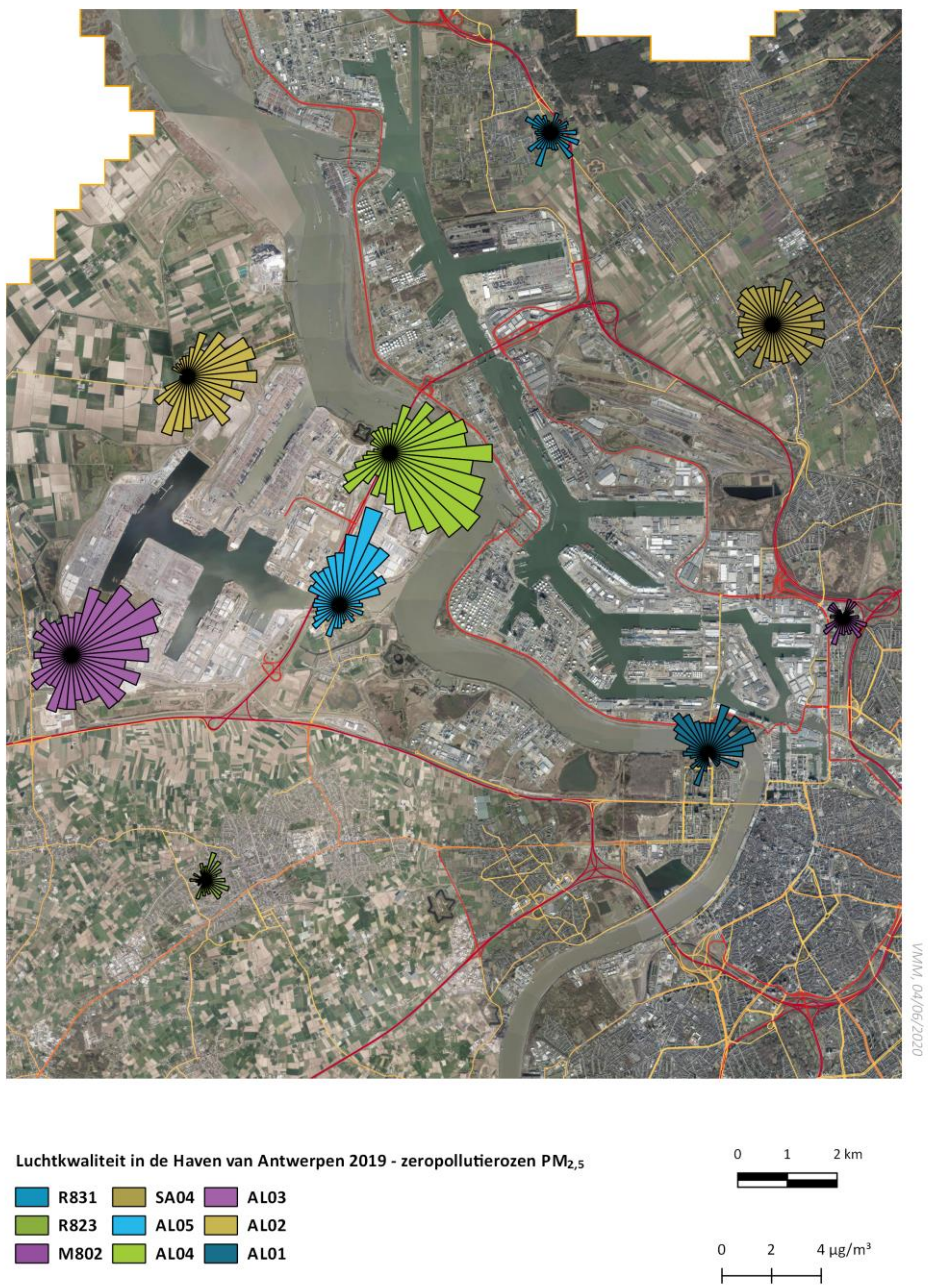 VMM, 04/06/2020
Luchtkwaliteit in de Haven van Antwerpen 2019 - zeropollutierozen PM2,5
R831 SA04 AL03
R823 AL05 AL02
M802 AL04 AL01
0 1 2 km
0 2 4 µg/m³